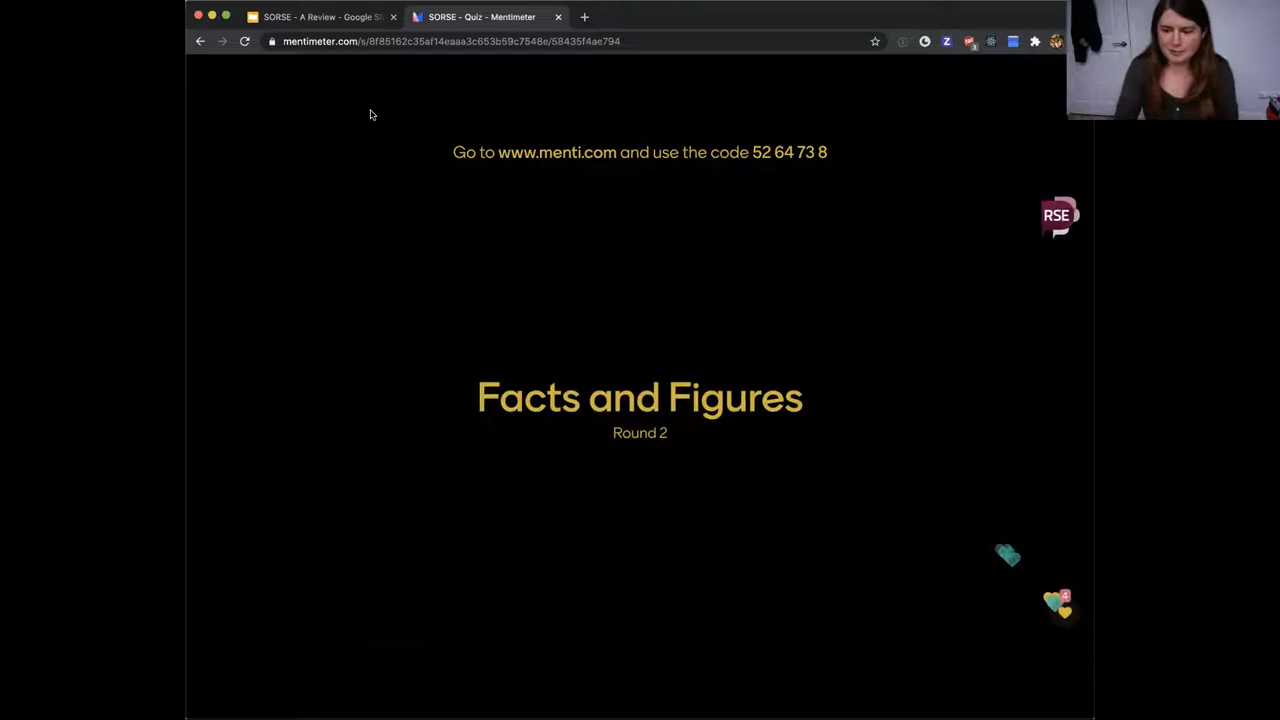 SORSE - A Review - Google Sl
SORSE - Quiz - Mentimeter
mentimeter.com/s/8f85162c35af14eaaa3c653b59c7548e/58435f4ae794
Go to www.menti.com and use the code 52 64 73 8
RSE
Facts and Figures
Round 2
4